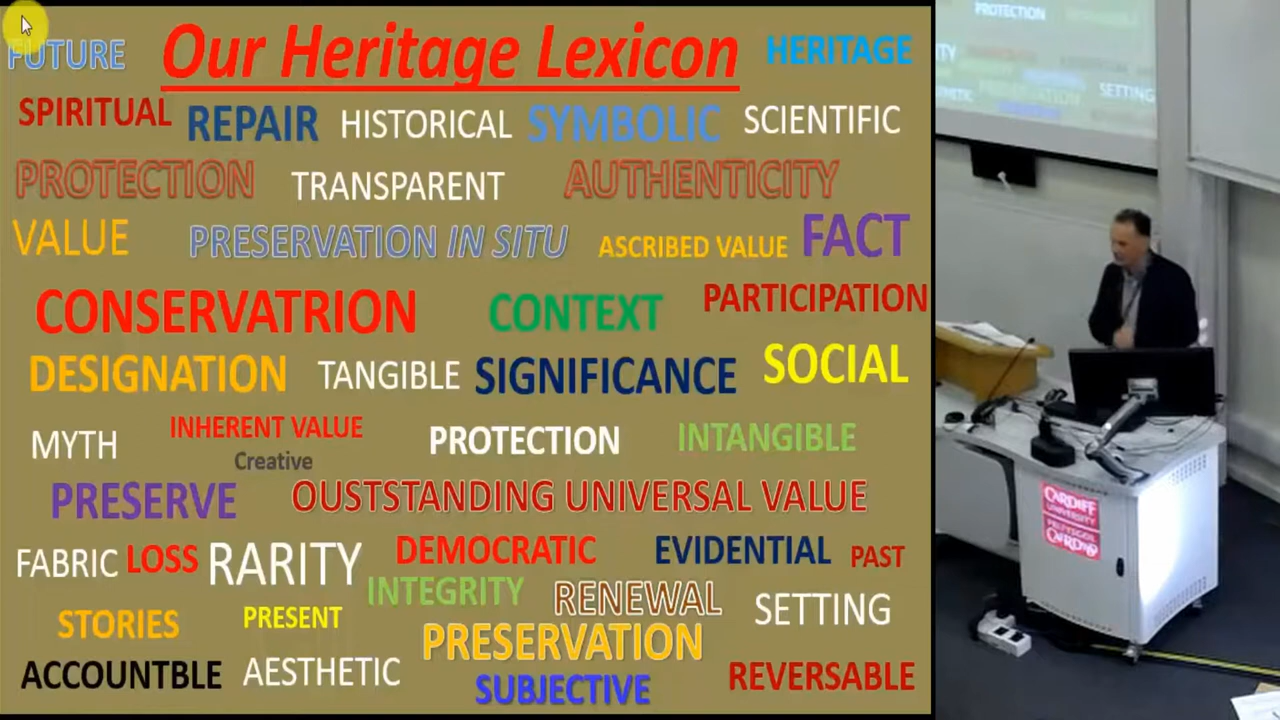 FUTURE Our Heritage Lexicon HERITAGE
SPIRITUAL REPAIR HISTORICAL SYMBOLIC SCIENTIFIC
PROTECTION TRANSPARENT AUTHENTICITY
VALUE PRESERVATION IN SITU ASCRIBED VALUE FACT
CONSERVATRION CONTEXT PARTICIPATION
DESIGNATION TANGIBLE SIGNIFICANCE SOCIAL
MYTH INHERENT VALUE PROTECTION INTANGIBLE
Creative
PRESERVE OUSTSTANDING UNIVERSAL VALUE
FABRIC LOSS RARITY DEMOCRATIC EVIDENTIAL PAST
INTEGRITY RENEWAL SETTING
STORIES PRESENT PRESERVATION
ACCOUNTBLE AESTHETIC SUBJECTIVE REVERSABLE
PROTECTION
SETTING
PRESERVATION
CARDIFF
UNIVERSITY
PRIFYSGOL
CAERDYDD